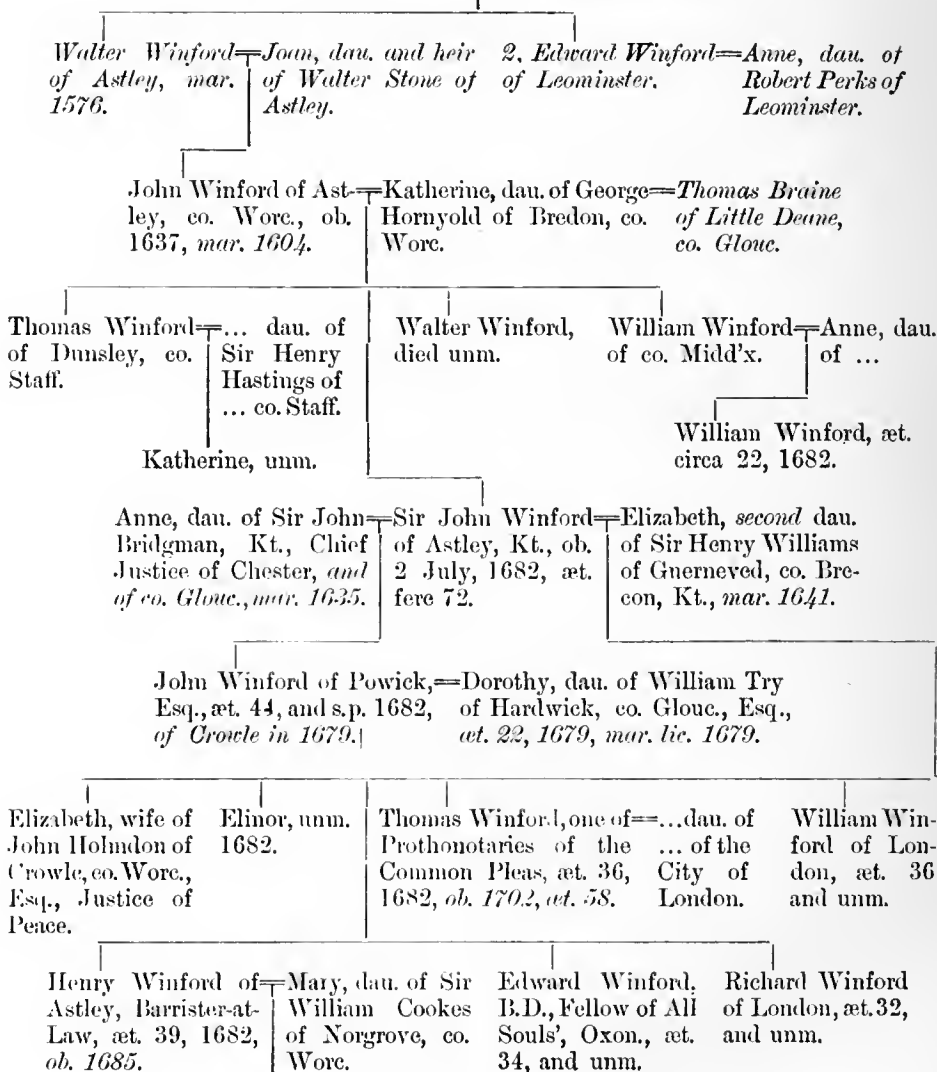 Walter Winford=Joan, dau. and heir 2. Edward Winford=Anne, dau. of
of Astley, mar. of Walter Stone of of Leominster. Robert Perks of
1576. Astley. Leominster.
John Winford of Ast-=Katherine, dau. of George=Thomas Braine
ley, co. Worc., ob. Hornyold of Bredon, co. of Little Deane,
1637, mar. 1604. Worc. co. Glouc.
Thomas Winford=... dau. of Walter Winford, William Winford=Anne, dau.
of Dunsley, co. Sir Henry died unm. of co. Midd'x. of ...
Staff. Hastings of
... co. Staff.
William Winford, æt.
Katherine, unm. circa 22, 1682.
Anne, dau. of Sir John=Sir John Winford=Elizabeth, second dau.
Bridgman, Kt., Chief of Astley, Kt., ob. of Sir Henry Williams
Justice of Chester, and 2 July, 1682, æt. of Guerneved, co. Bre-
of co. Glouc., mar. 1635. fere 72. con, Kt., mar. 1641.
John Winford of Powick,=Dorothy, dau. of William Try
Esq., æt. 44, and s.p. 1682, of Hardwick, co. Glouc., Esq.,
of Crowle in 1679. æt. 22, 1679, mar. lic. 1679.
Elizabeth, wife of Elinor, unm. Thomas Winford, one of=...dau. of William Win-
John Holmdon of 1682. Prothonotaries of the ... of the ford of Lon-
Crowle, co. Worc., Common Pleas, æt. 36, City of don, æt. 36
Esq., Justice of 1682, ob. 1702, æt. 58. London. and unm.
Peace.
Henry Winford of=Mary, dau. of Sir Edward Winford, Richard Winford
Astley, Barrister-at- William Cookes B.D., Fellow of All of London, æt. 32,
Law, æt. 39, 1682, of Norgrove, co. Souls', Oxon., æt. and unm.
ob. 1685. Worc. 34, and unm.